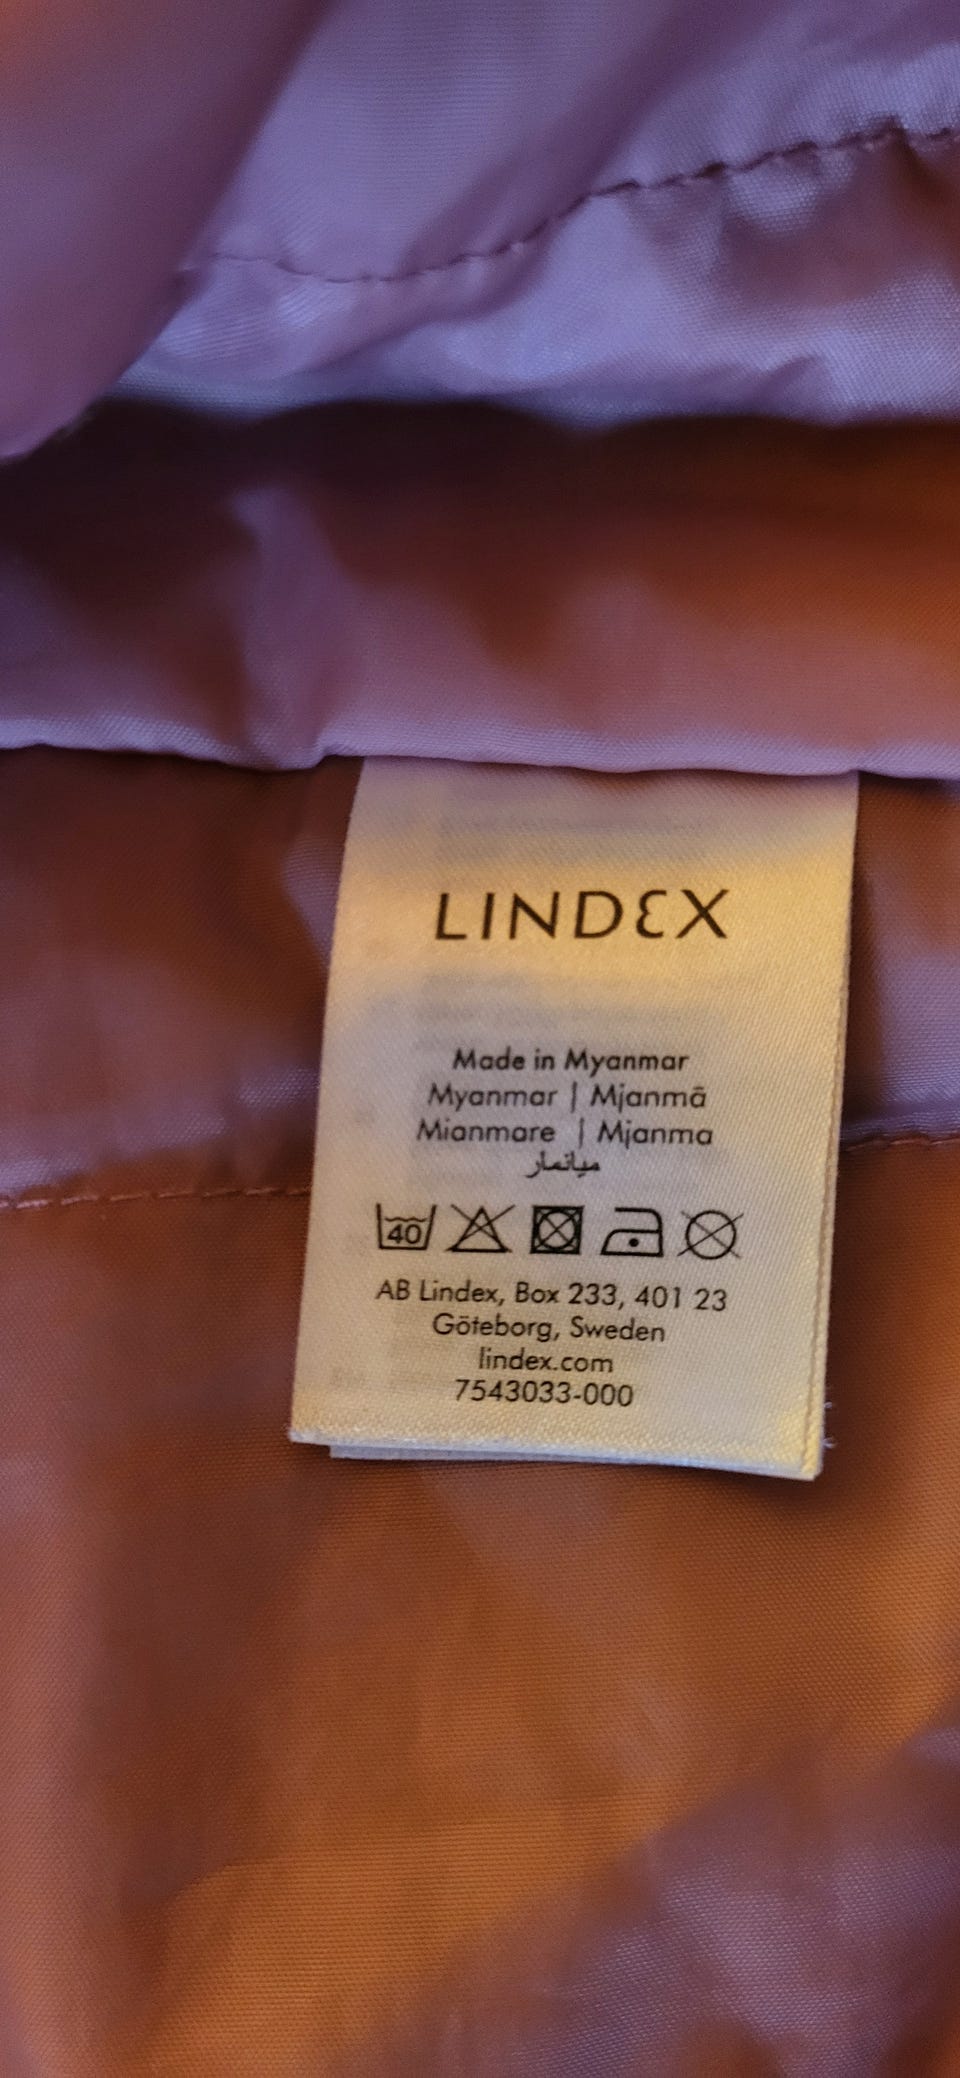 LINDEX
Made in Myanmar
Myanmar | Mjanmā
Mianmare | Mjanma
ميانمار
40
AB Lindex, Box 233, 401 23
Göteborg, Sweden
lindex.com
7543033-000